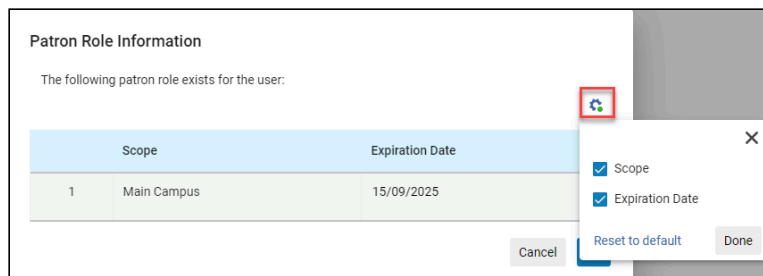 Patron Role Information
The following patron role exists for the user:
Scope Expiration Date
1 Main Campus 15/09/2025
Scope
Expiration Date
Reset to default Done
Cancel